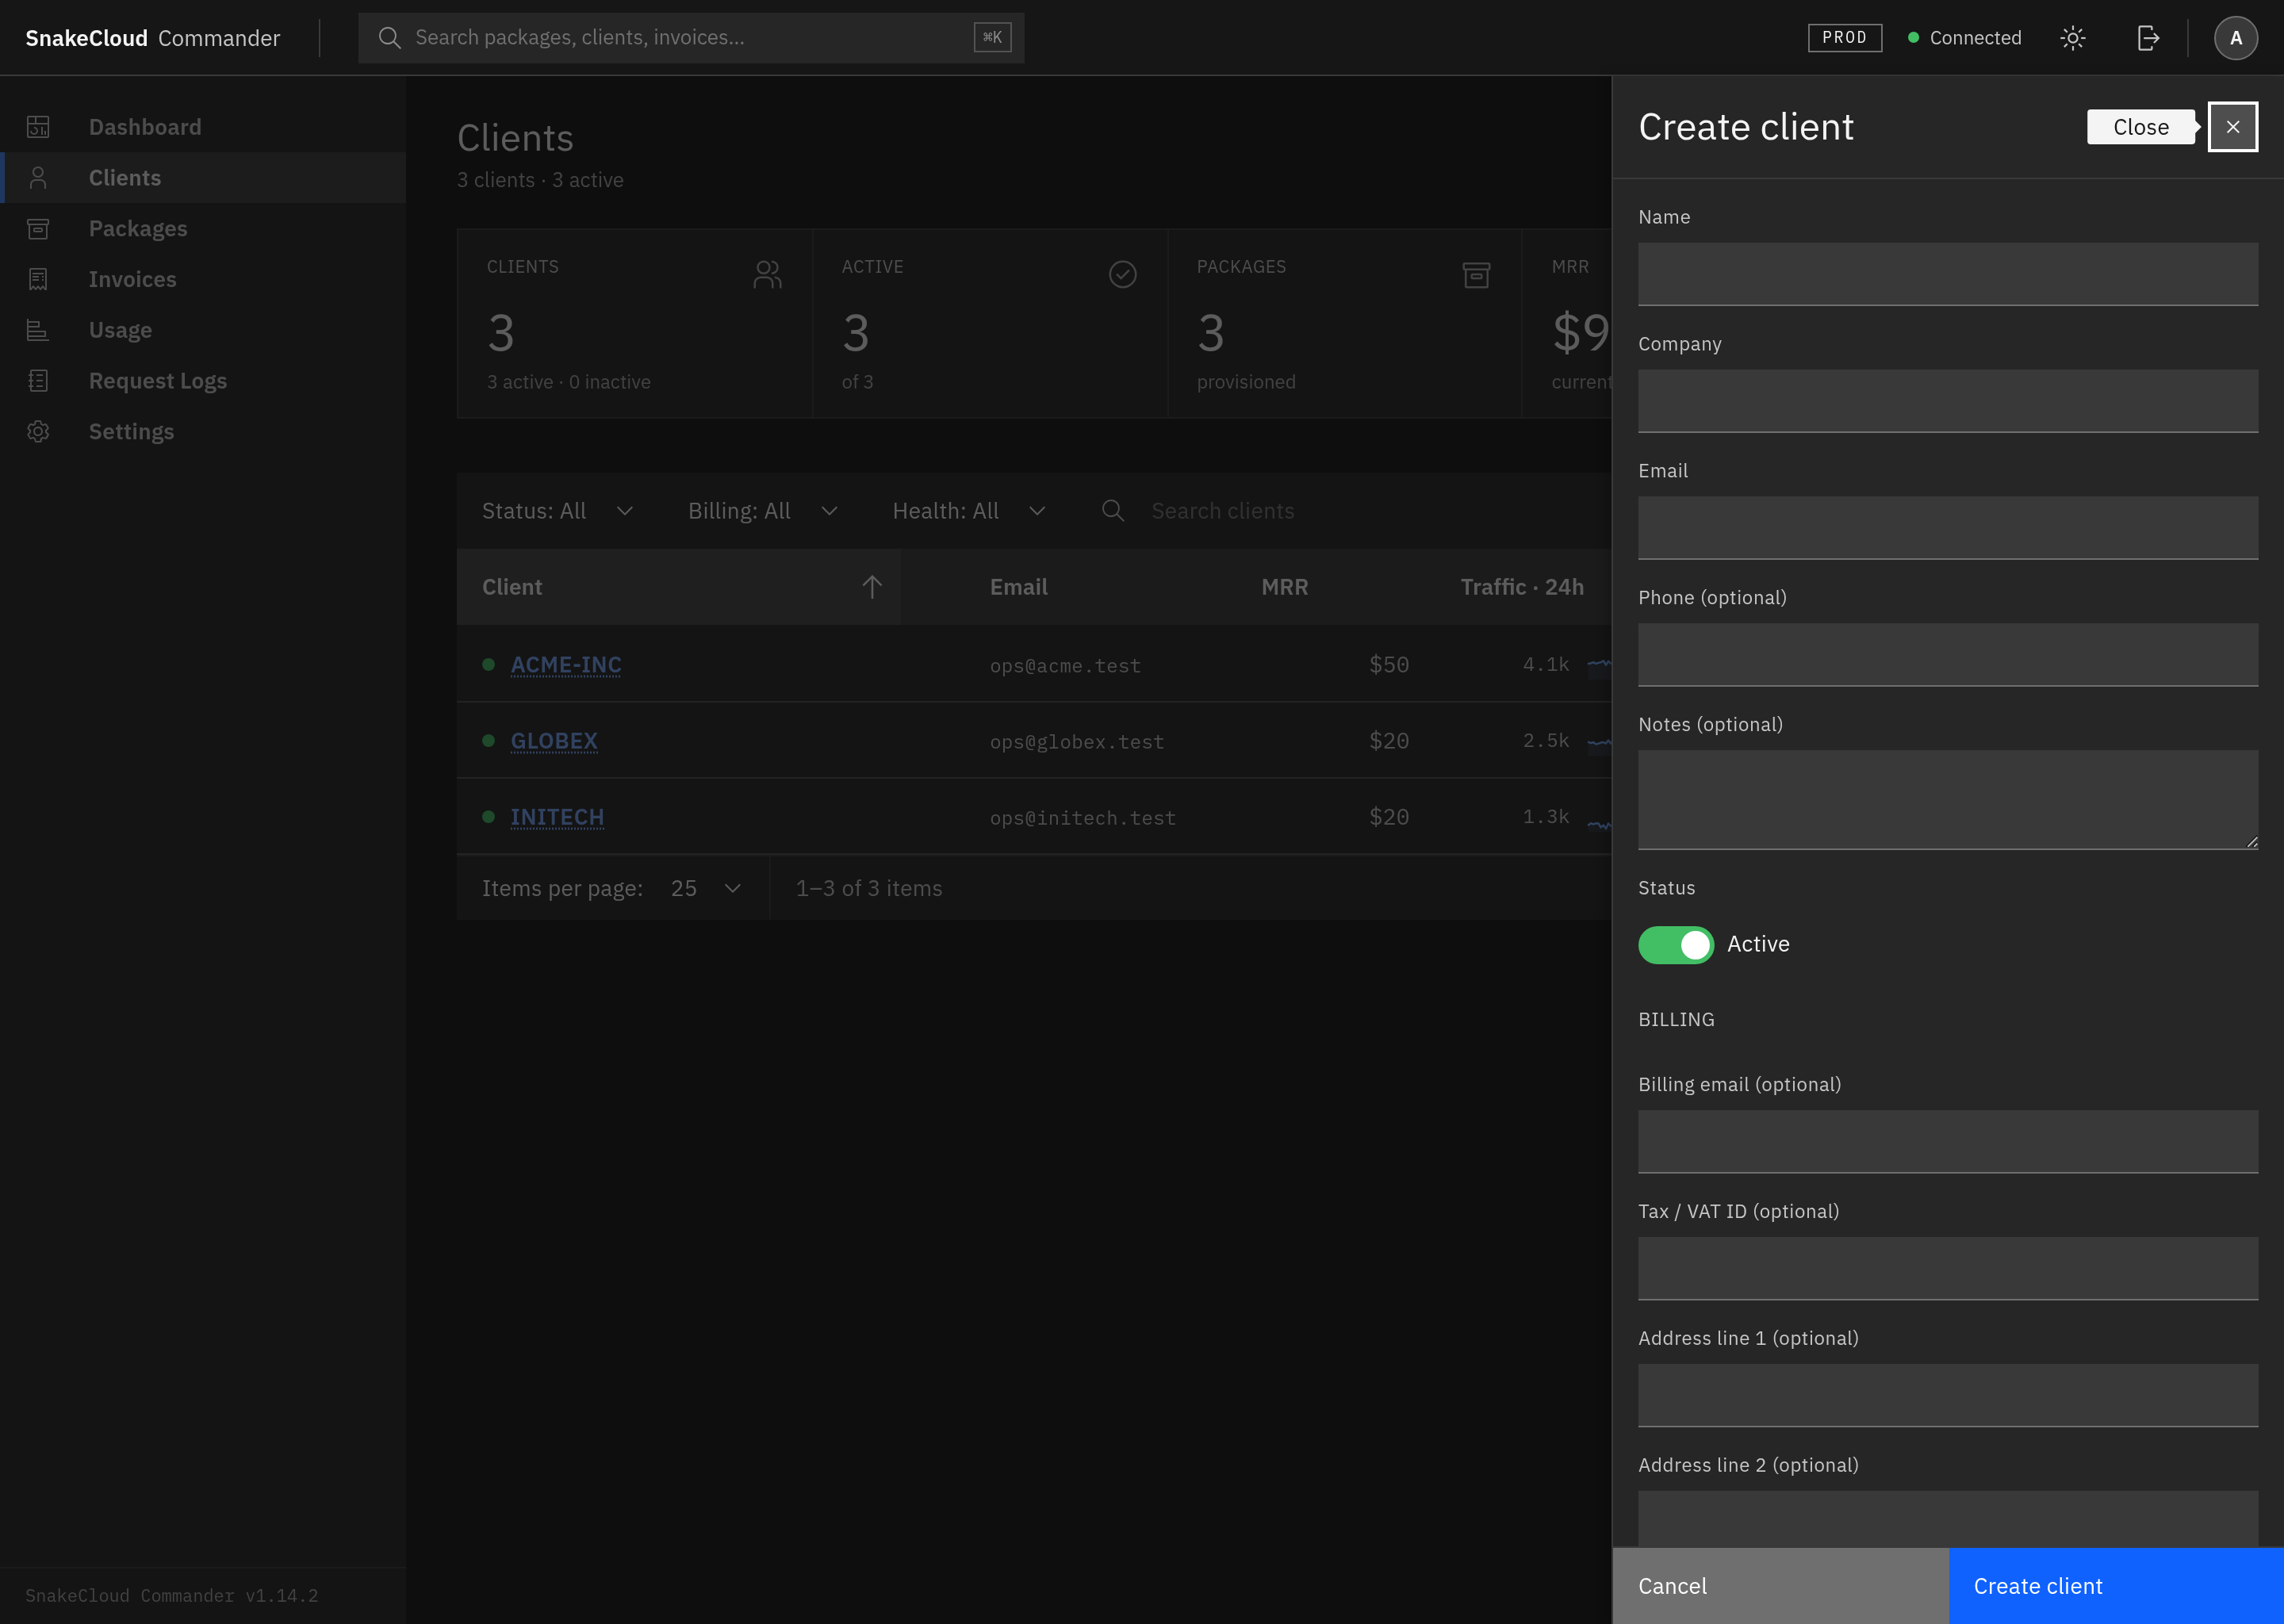 SnakeCloud Commander
Search packages, clients, invoices...
⌘K
PROD
Connected
A
Dashboard
Clients
Packages
Invoices
Usage
Request Logs
Settings
SnakeCloud Commander v1.14.2
Clients
3 clients · 3 active
CLIENTS
3
3 active · 0 inactive
ACTIVE
3
of 3
PACKAGES
3
provisioned
MRR
$9
current
Status: All
Billing: All
Health: All
Search clients
Client Email MRR Traffic · 24h
ACME-INC ops@acme.test $50 4.1k
GLOBEX ops@globex.test $20 2.5k
INITECH ops@initech.test $20 1.3k
Items per page: 25 1–3 of 3 items
Create client
Close
Name
Company
Email
Phone (optional)
Notes (optional)
Status
Active
BILLING
Billing email (optional)
Tax / VAT ID (optional)
Address line 1 (optional)
Address line 2 (optional)
Cancel
Create client